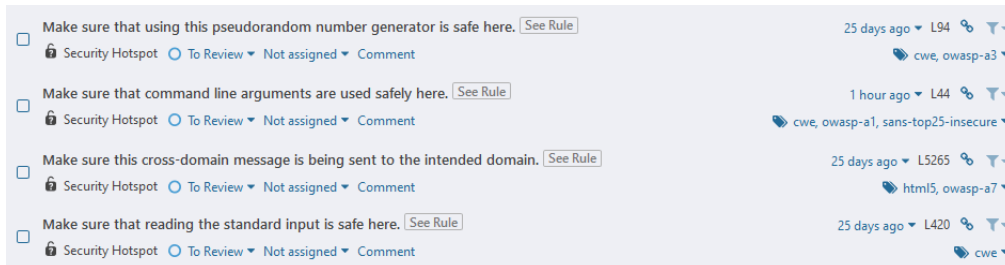 Make sure that using this pseudorandom number generator is safe here. See Rule 25 days ago L94
Security Hotspot To Review Not assigned Comment cwe, owasp-a3
Make sure that command line arguments are used safely here. See Rule 1 hour ago L44
Security Hotspot To Review Not assigned Comment cwe, owasp-a1, sans-top25-insecure
Make sure this cross-domain message is being sent to the intended domain. See Rule 25 days ago L5265
Security Hotspot To Review Not assigned Comment html5, owasp-a7
Make sure that reading the standard input is safe here. See Rule 25 days ago L420
Security Hotspot To Review Not assigned Comment cwe